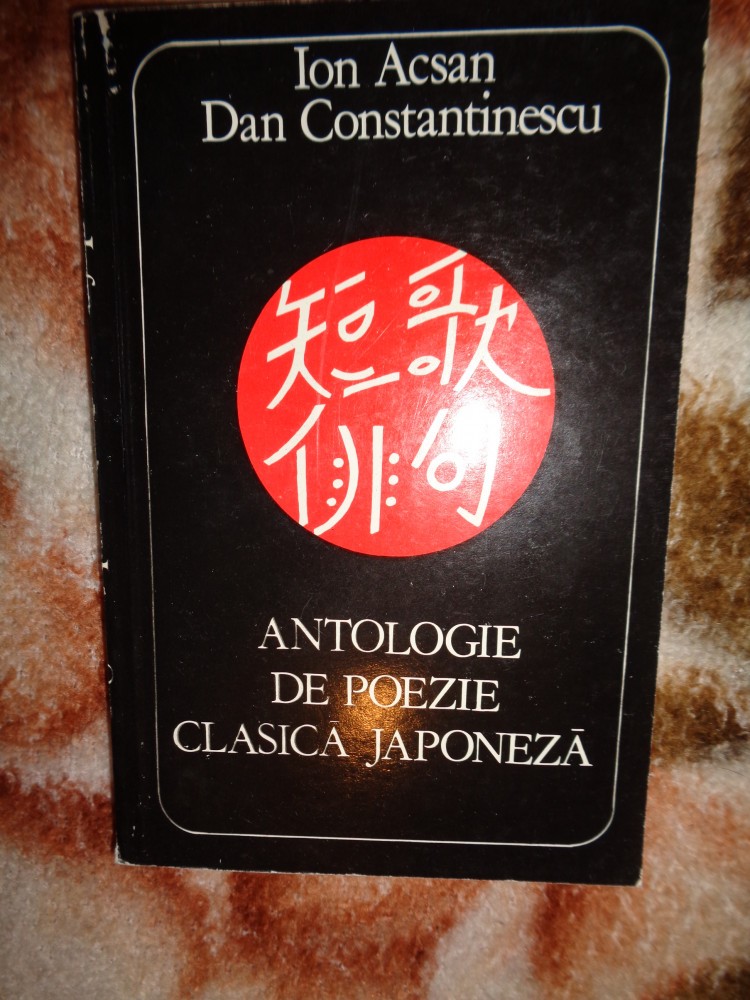 Ion Acsan
Dan Constantinescu
短歌
俳句
ANTOLOGIE
DE POEZIE
CLASICĂ JAPONEZĂ